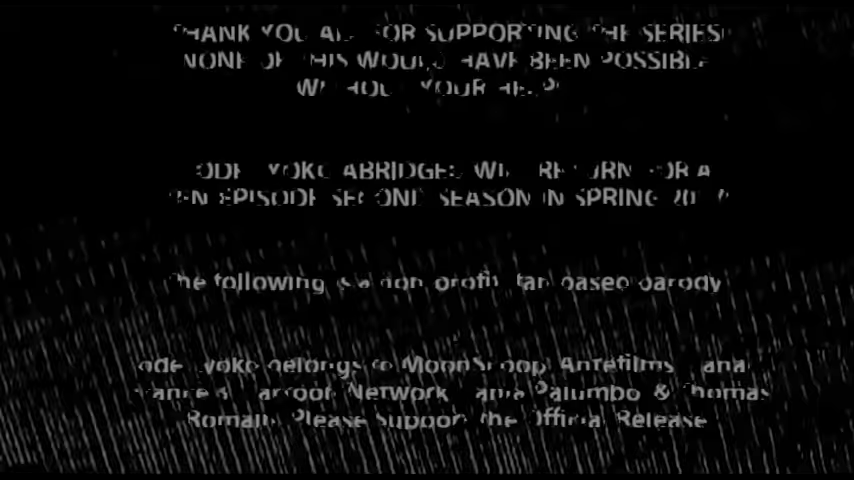 THANK YOU ALL FOR SUPPORTING THE SERIES!
NONE OF THIS WOULD HAVE BEEN POSSIBLE
WITHOUT YOUR HELP!
CODE LYOKO ABRIDGED WILL RETURN FOR A
TEN EPISODE SECOND SEASON IN SPRING
The following is a non profit, fan based parody
Code Lyoko belongs to MoonScoop, Antefilms, Canal
France 3, Cartoon Network, Tania Palumbo & Thomas
Romain. Please Support the Official Release